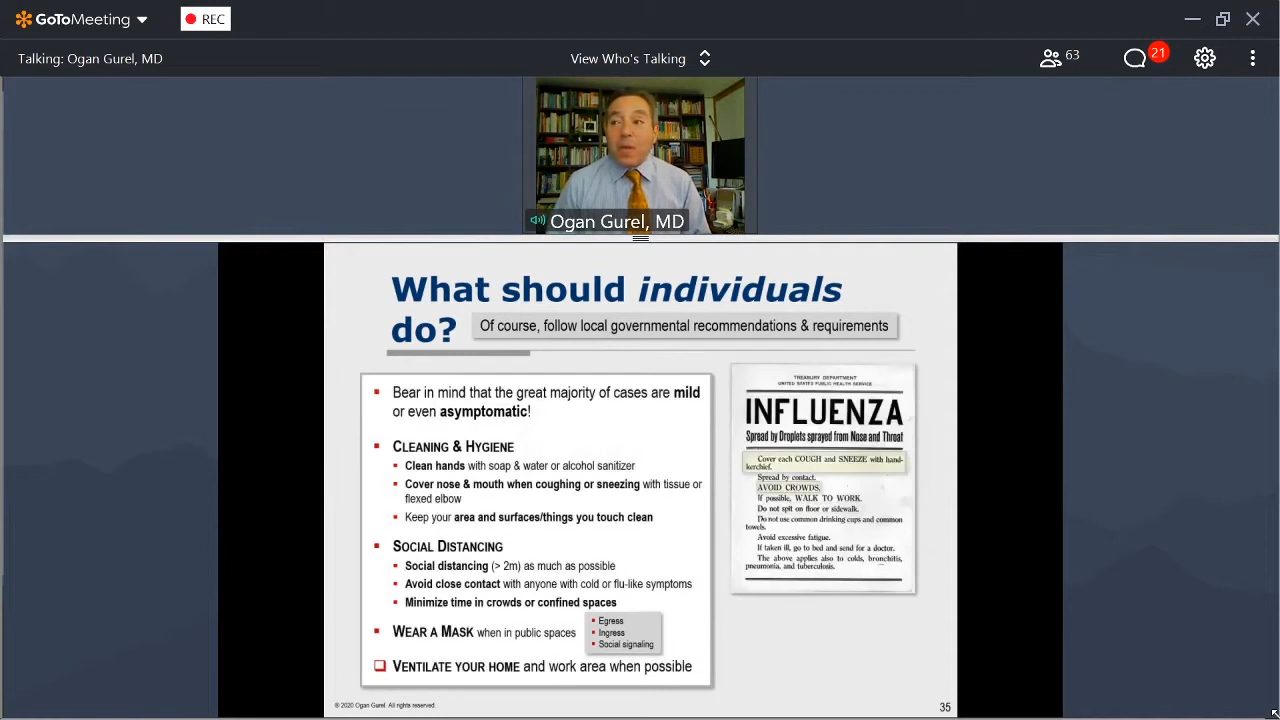 GoToMeeting
REC
Talking: Ogan Gurel, MD
View Who's Talking
63
21
Ogan Gurel, MD
What should individuals
do?
Of course, follow local governmental recommendations & requirements
Bear in mind that the great majority of cases are mild
or even asymptomatic!
CLEANING & HYGIENE
Clean hands with soap & water or alcohol sanitizer
Cover nose & mouth when coughing or sneezing with tissue or
flexed elbow
Keep your area and surfaces/things you touch clean
SOCIAL DISTANCING
Social distancing (> 2m) as much as possible
Avoid close contact with anyone with cold or flu-like symptoms
Minimize time in crowds or confined spaces
WEAR A MASK when in public spaces
Egress
Ingress
Social signaling
VENTILATE YOUR HOME and work area when possible
TREASURY DEPARTMENT
UNITED STATES PUBLIC HEALTH SERVICE
INFLUENZA
Spread by Droplets sprayed from Nose and Throat
Cover each COUGH and SNEEZE with hand-
kerchief.
Spread by contact.
AVOID CROWDS.
If possible, WALK TO WORK.
Do not spit on floor or sidewalk.
Do not use common drinking cups and common
towels.
Avoid excessive fatigue.
If taken ill, go to bed and send for a doctor.
The above applies also to colds, bronchitis,
pneumonia, and tuberculosis.
® 2020 Ogan Gurel. All rights reserved.
35